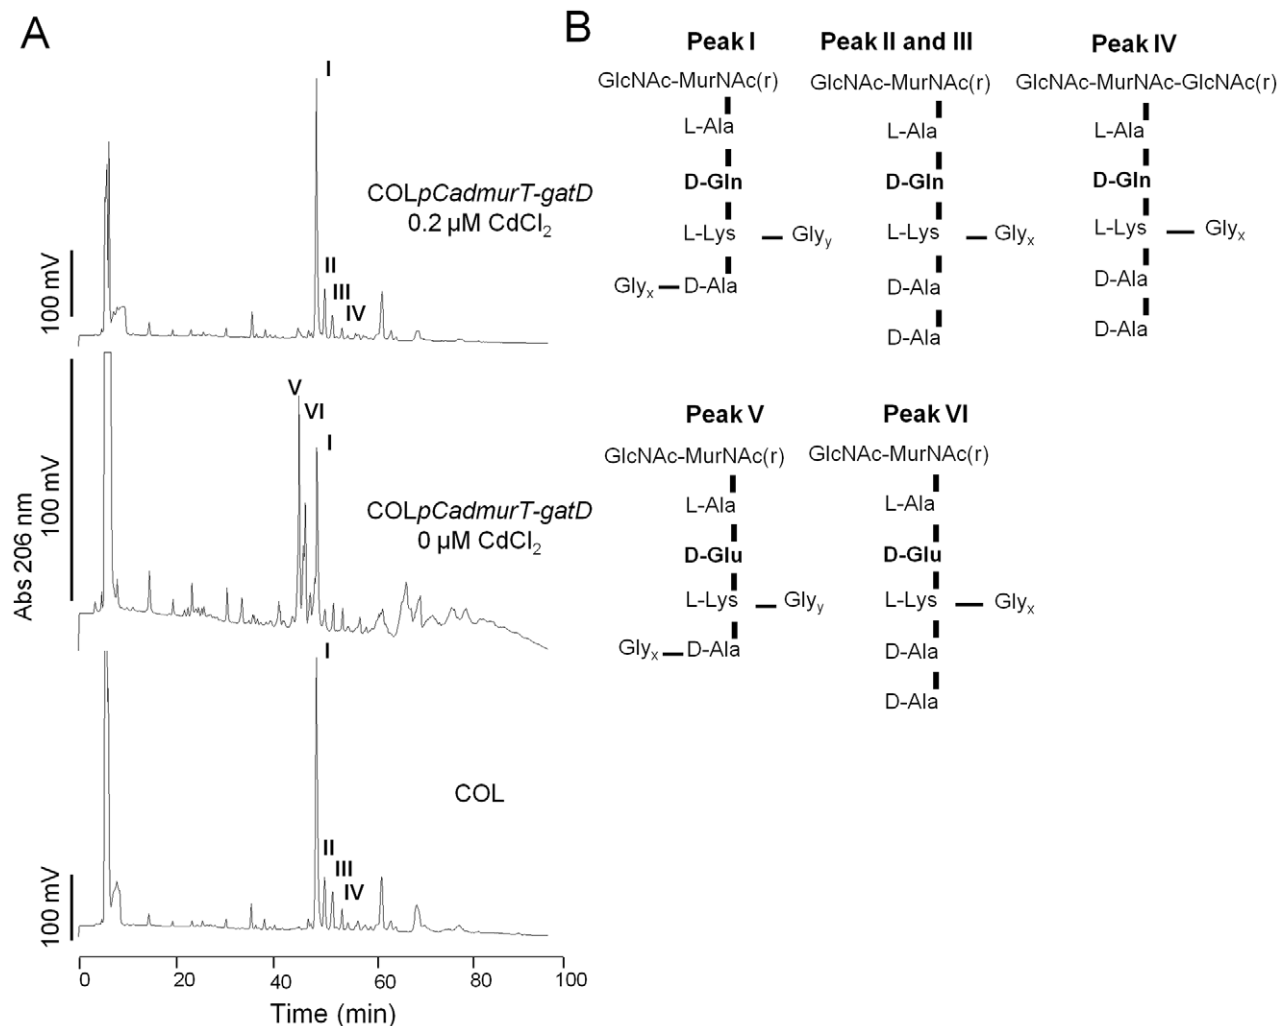 A
I
COLpCadmurT-gatD
0.2 µM CdCl₂
II
III
IV
100 mV
V
VI
I
COLpCadmurT-gatD
0 µM CdCl₂
100 mV
Abs 206 nm
I
COL
II
III
IV
100 mV
0 20 40 60 80 100
Time (min)
B
Peak I
GlcNAc-MurNAc(r)
L-Ala
D-Gln
L-Lys — Glyy
Glyx — D-Ala
Peak II and III
GlcNAc-MurNAc(r)
L-Ala
D-Gln
L-Lys — Glyx
D-Ala
D-Ala
Peak IV
GlcNAc-MurNAc-GlcNAc(r)
L-Ala
D-Gln
L-Lys — Glyx
D-Ala
D-Ala
Peak V
GlcNAc-MurNAc(r)
L-Ala
D-Glu
L-Lys — Glyy
Glyx — D-Ala
Peak VI
GlcNAc-MurNAc(r)
L-Ala
D-Glu
L-Lys — Glyx
D-Ala
D-Ala